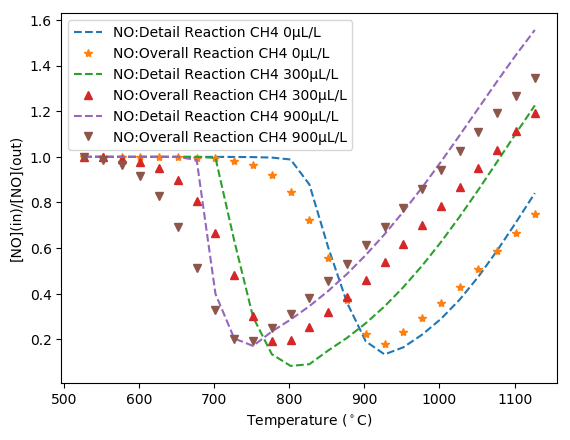 NO:Detail Reaction CH4 0μL/L
NO:Overall Reaction CH4 0μL/L
NO:Detail Reaction CH4 300μL/L
NO:Overall Reaction CH4 300μL/L
NO:Detail Reaction CH4 900μL/L
NO:Overall Reaction CH4 900μL/L
1.6
1.4
1.2
1.0
0.8
0.6
0.4
0.2
[NO](in)/[NO](out)
500 600 700 800 900 1000 1100
Temperature (°C)